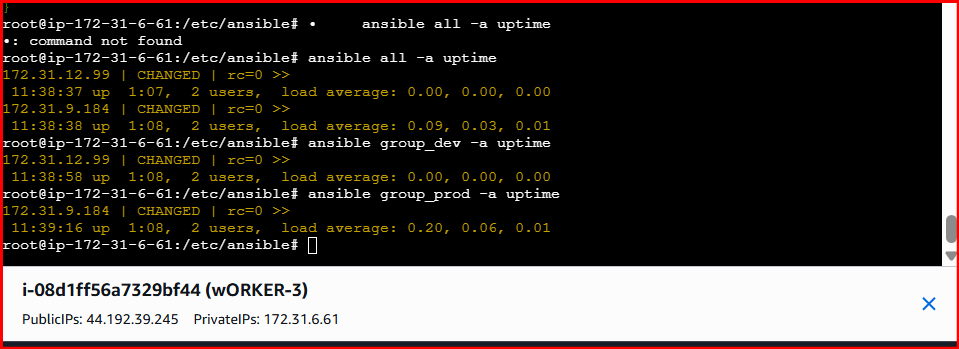 }
root@ip-172-31-6-61:/etc/ansible# •     ansible all -a uptime
•: command not found
root@ip-172-31-6-61:/etc/ansible# ansible all -a uptime
172.31.12.99 | CHANGED | rc=0 >>
 11:38:37 up  1:07,  2 users,  load average: 0.00, 0.00, 0.00
172.31.9.184 | CHANGED | rc=0 >>
 11:38:38 up  1:08,  2 users,  load average: 0.09, 0.03, 0.01
root@ip-172-31-6-61:/etc/ansible# ansible group_dev -a uptime
172.31.12.99 | CHANGED | rc=0 >>
 11:38:58 up  1:08,  2 users,  load average: 0.00, 0.00, 0.00
root@ip-172-31-6-61:/etc/ansible# ansible group_prod -a uptime
172.31.9.184 | CHANGED | rc=0 >>
 11:39:16 up  1:08,  2 users,  load average: 0.20, 0.06, 0.01
root@ip-172-31-6-61:/etc/ansible#
i-08d1ff56a7329bf44 (wORKER-3)
PublicIPs: 44.192.39.245    PrivateIPs: 172.31.6.61